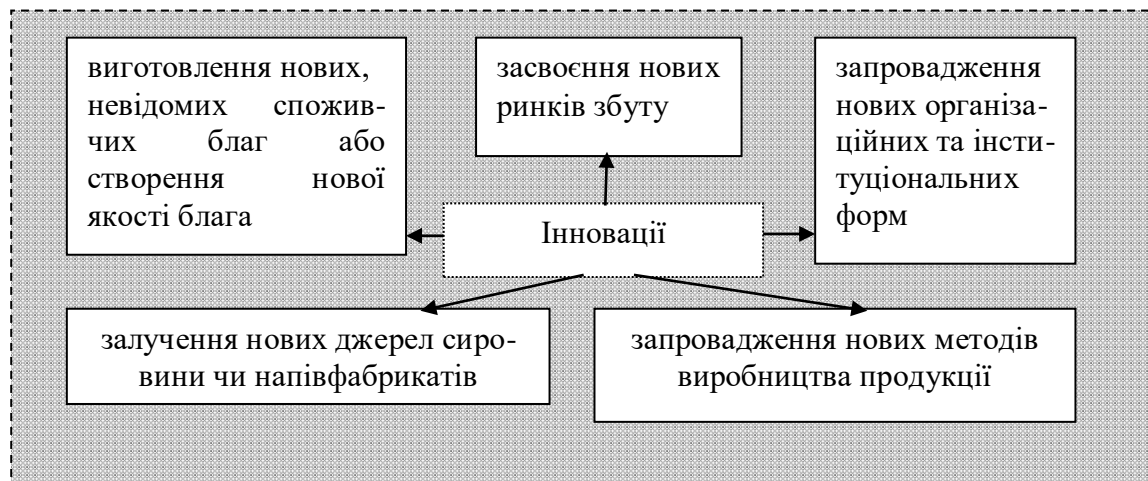 виготовлення нових,
невідомих спожив-
чих благ або
створення нової
якості блага
засвоєння нових
ринків збуту
запровадження
нових організа-
ційних та інсти-
туціональних
форм
Інновації
залучення нових джерел сиро-
вини чи напівфабрикатів
запровадження нових методів
виробництва продукції